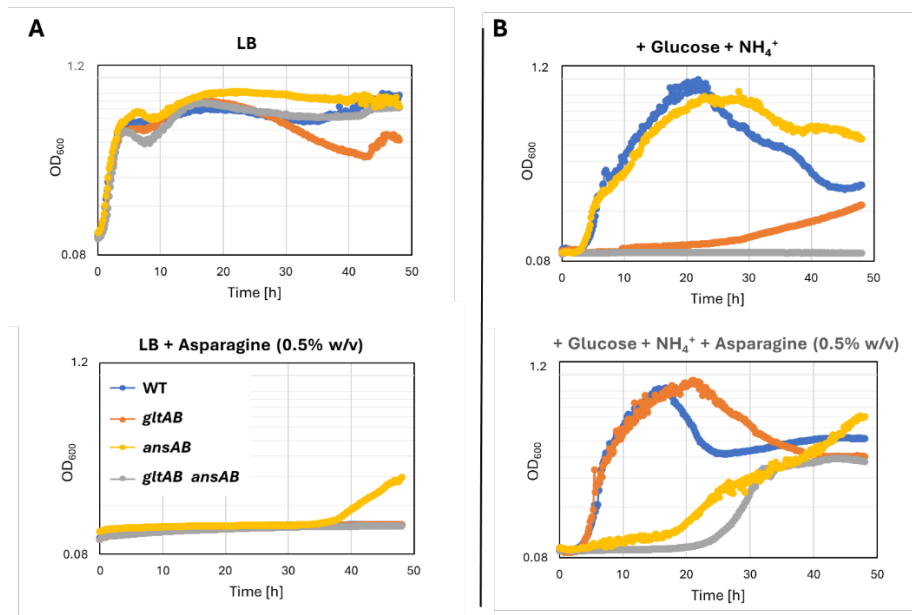 A
LB
1.2
OD600
0.08
0
10
20
30
40
50
Time [h]
LB + Asparagine (0.5% w/v)
1.2
WT
gltAB
ansAB
gltAB ansAB
OD600
0.08
0
10
20
30
40
50
Time [h]
B
+ Glucose + NH4+
1.2
OD600
0.08
0
10
20
30
40
50
Time [h]
+ Glucose + NH4+ + Asparagine (0.5% w/v)
1.2
OD600
0.08
0
10
20
30
40
50
Time [h]